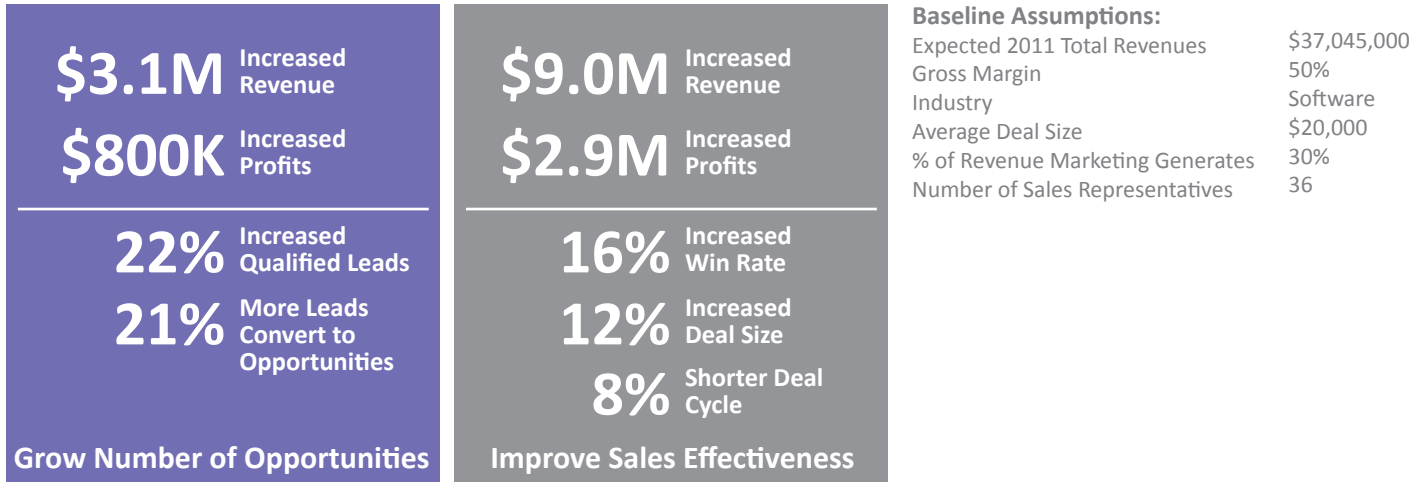 $3.1M Increased
Revenue
$800K Increased
Profits
22% Increased
Qualified Leads
21% More Leads
Convert to
Opportunities
Grow Number of Opportunities
$9.0M Increased
Revenue
$2.9M Increased
Profits
16% Increased
Win Rate
12% Increased
Deal Size
8% Shorter Deal
Cycle
Improve Sales Effectiveness
Baseline Assumptions:
Expected 2011 Total Revenues $37,045,000
Gross Margin 50%
Industry Software
Average Deal Size $20,000
% of Revenue Marketing Generates 30%
Number of Sales Representatives 36